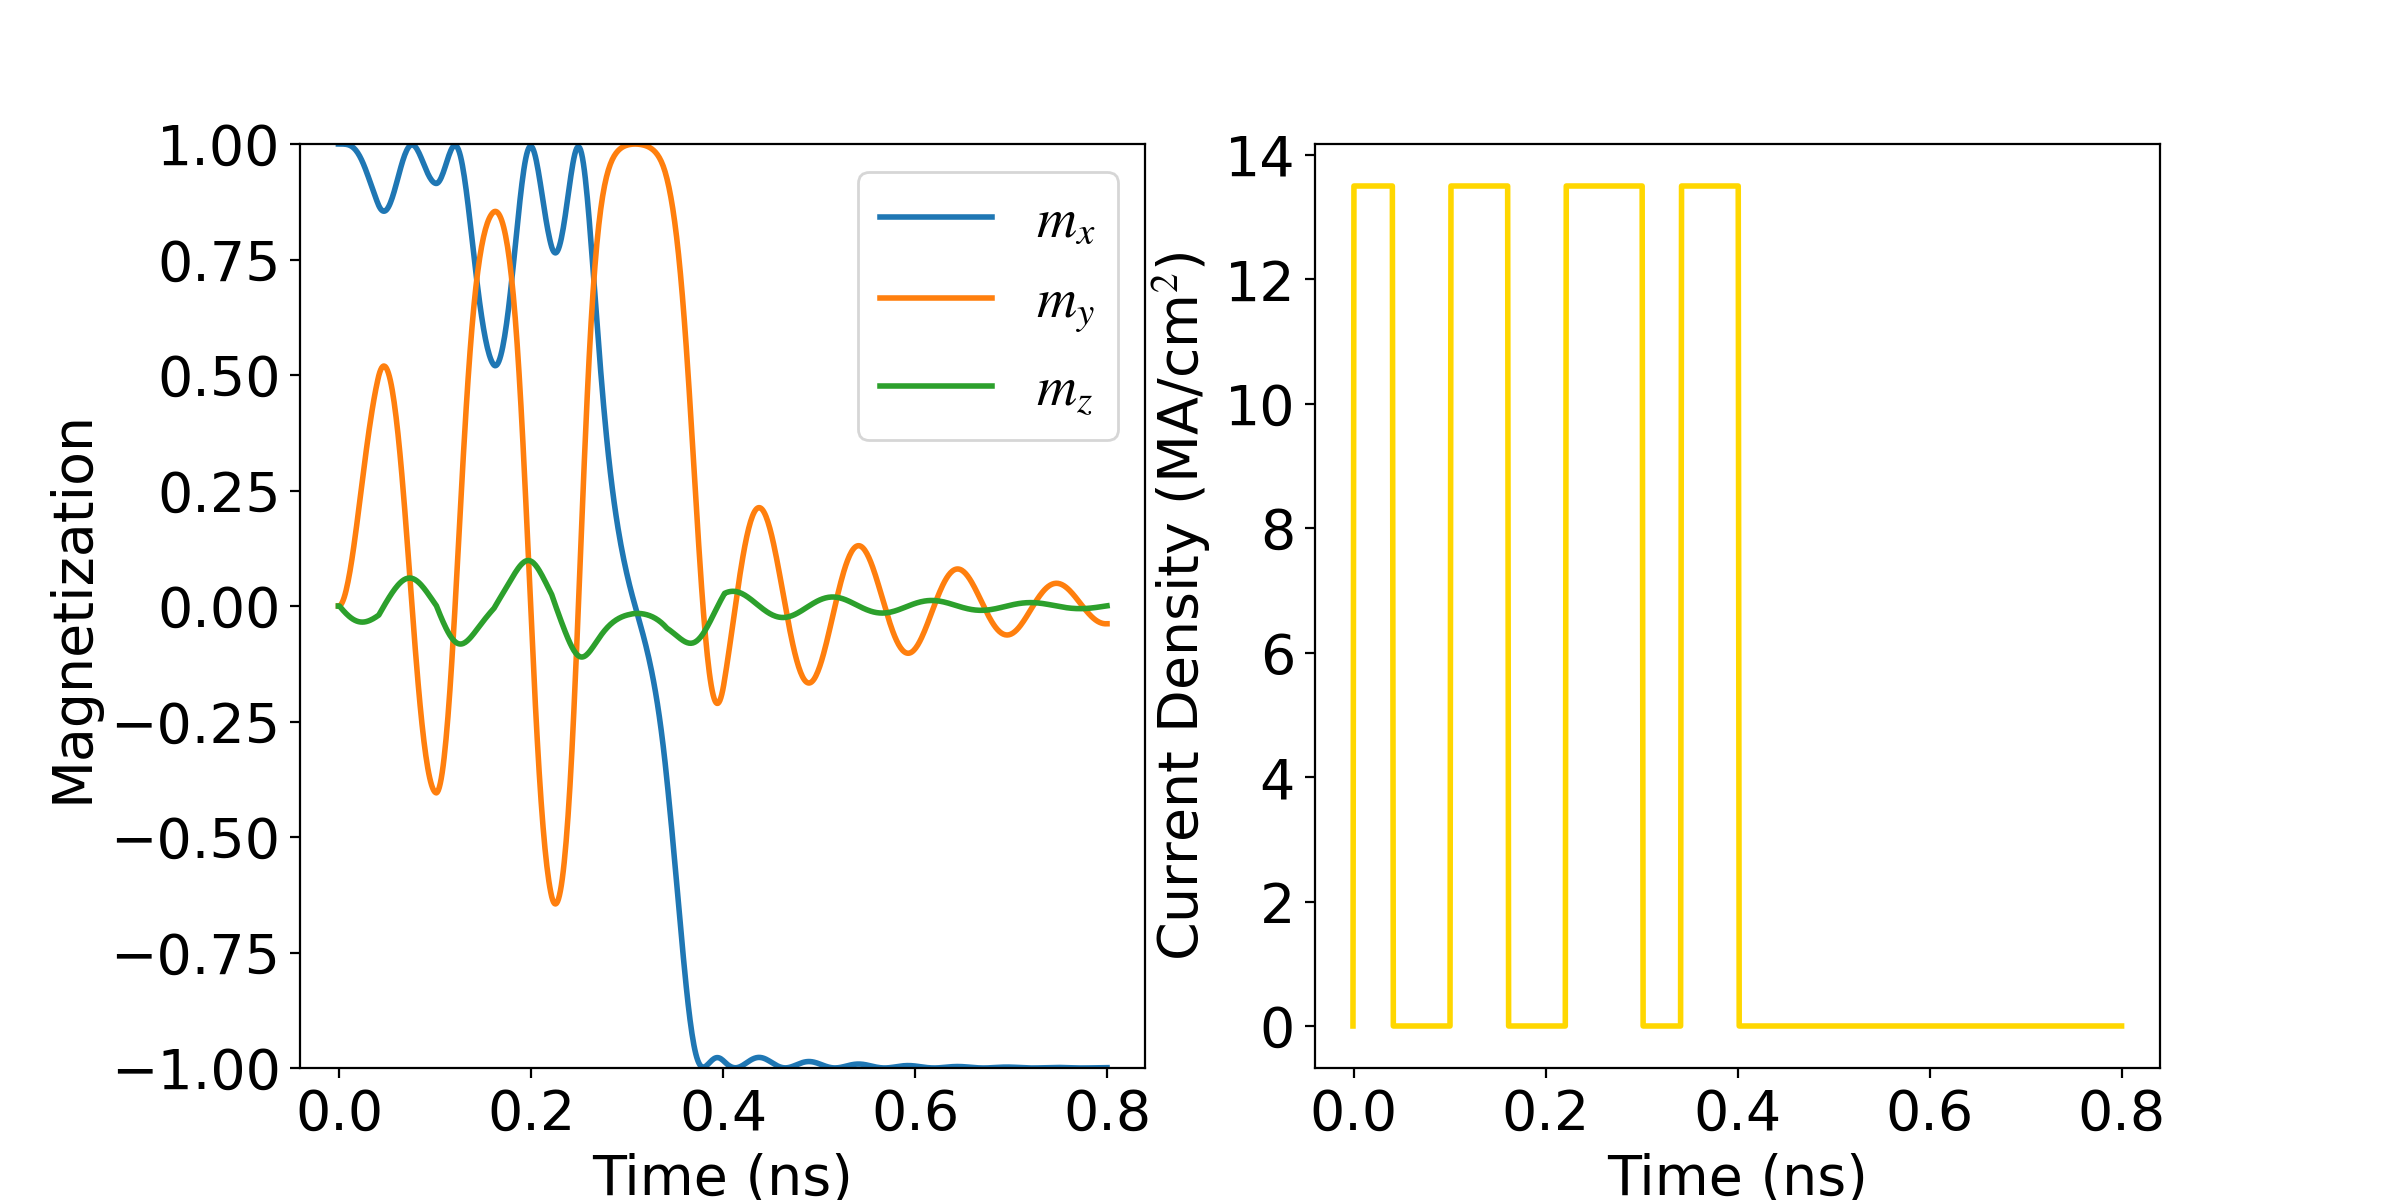 Magnetization
1.00
0.75
0.50
0.25
0.00
−0.25
−0.50
−0.75
−1.00
0.0 0.2 0.4 0.6 0.8
Time (ns)
m_x
m_y
m_z
Current Density (MA/cm²)
14
12
10
8
6
4
2
0
0.0 0.2 0.4 0.6 0.8
Time (ns)